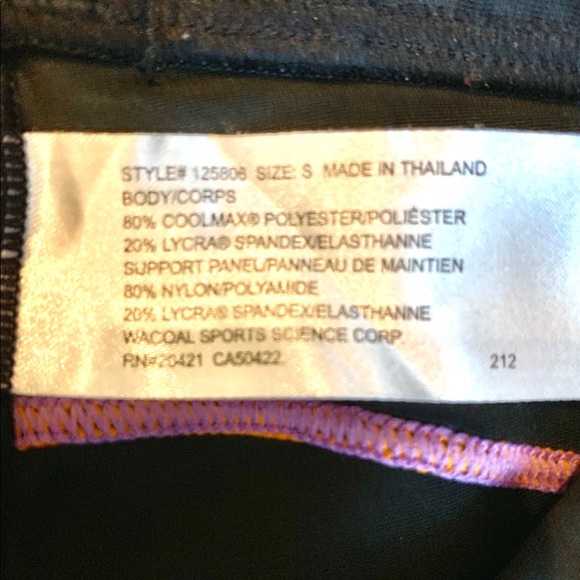 STYLE# 125806 SIZE: S MADE IN THAILAND
BODY/CORPS
80% COOLMAX® POLYESTER/POLIÉSTER
20% LYCRA® SPANDEX/ELASTHANNE
SUPPORT PANEL/PANNEAU DE MAINTIEN
80% NYLON/POLYAMIDE
20% LYCRA® SPANDEX/ELASTHANNE
WACOAL SPORTS SCIENCE CORP.
RN#20421 CA50422
212